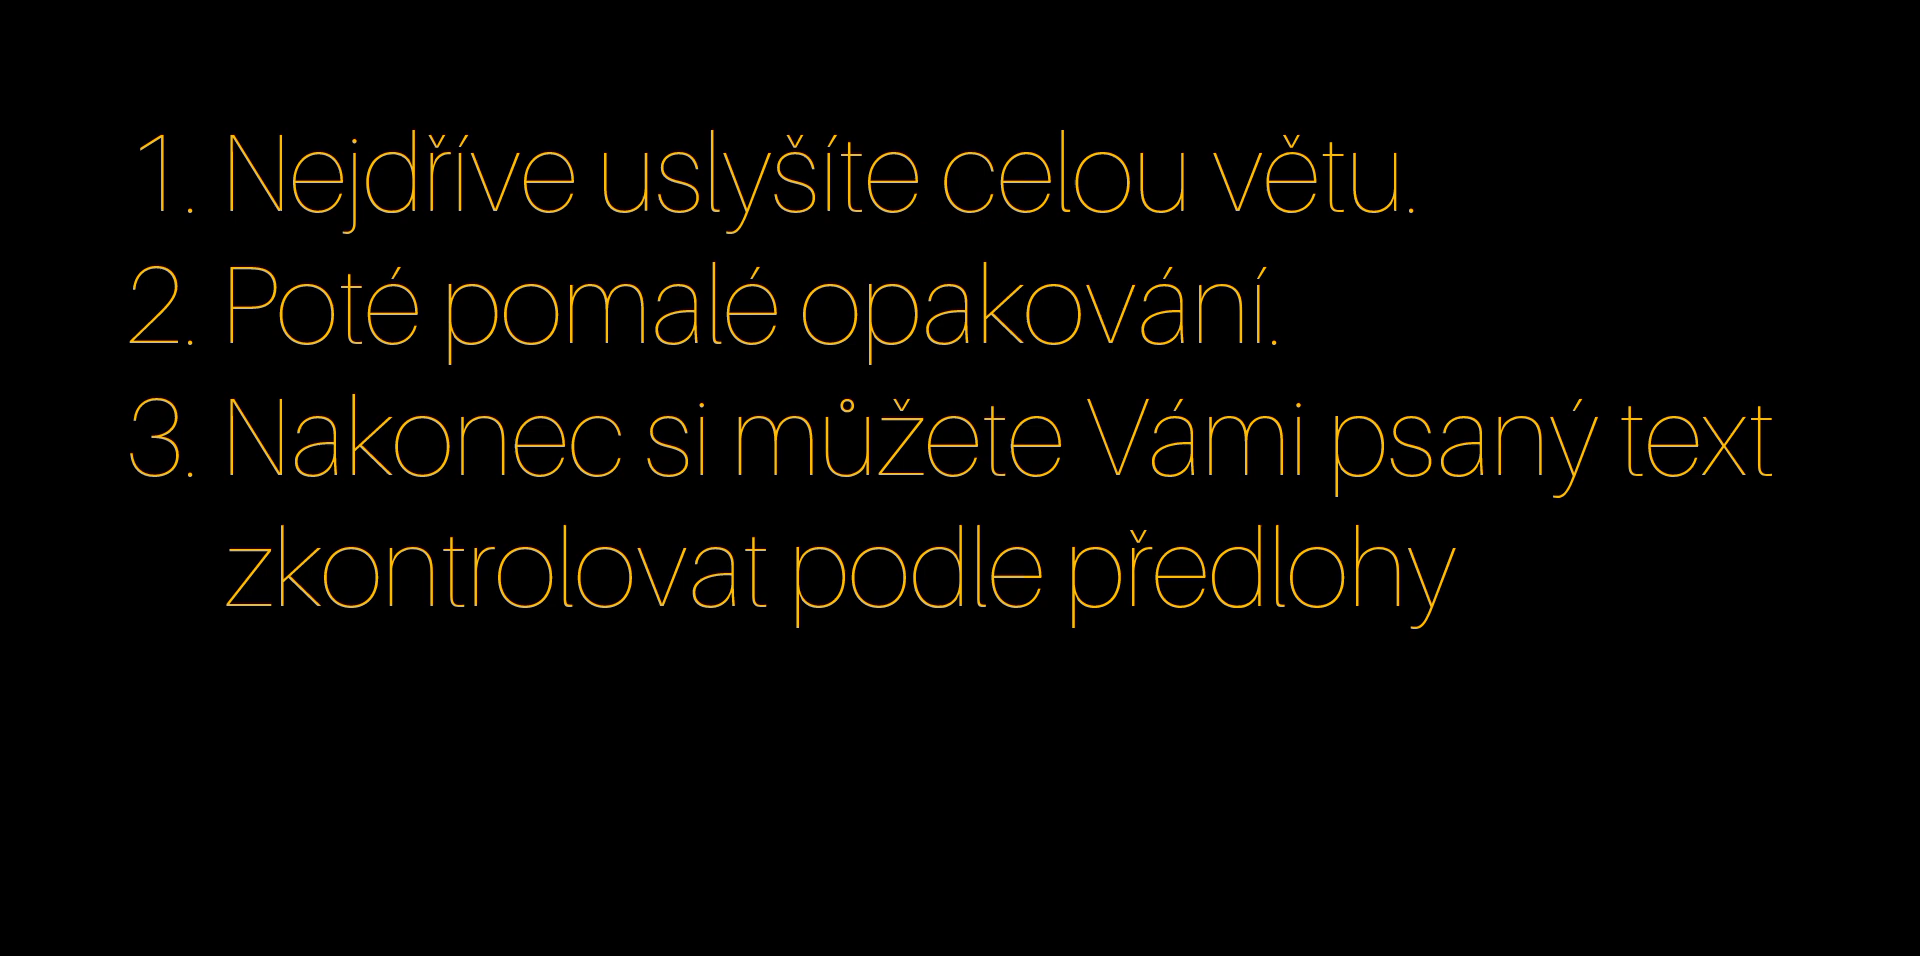 1. Nejdříve uslyšíte celou větu.
2. Poté pomalé opakování.
3. Nakonec si můžete Vámi psaný text
zkontrolovat podle předlohy